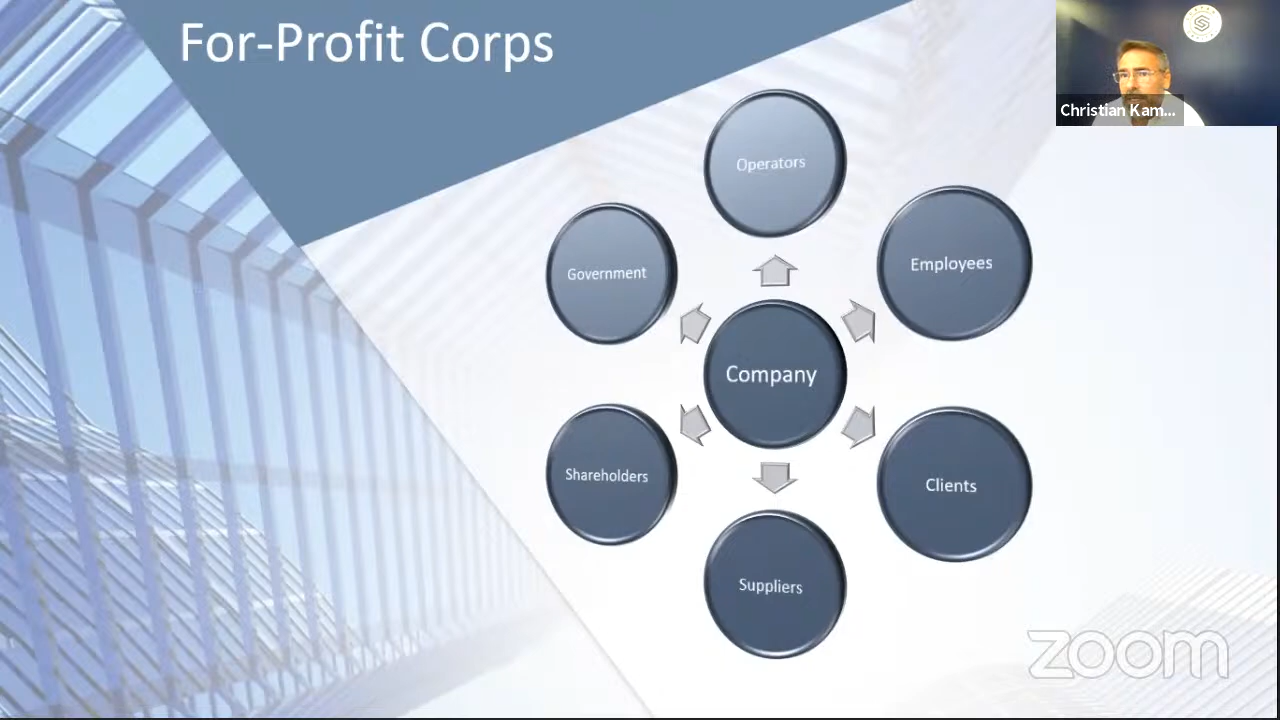 For-Profit Corps
Christian Kam...
Operators
Government
Employees
Company
Shareholders
Clients
Suppliers
zoom